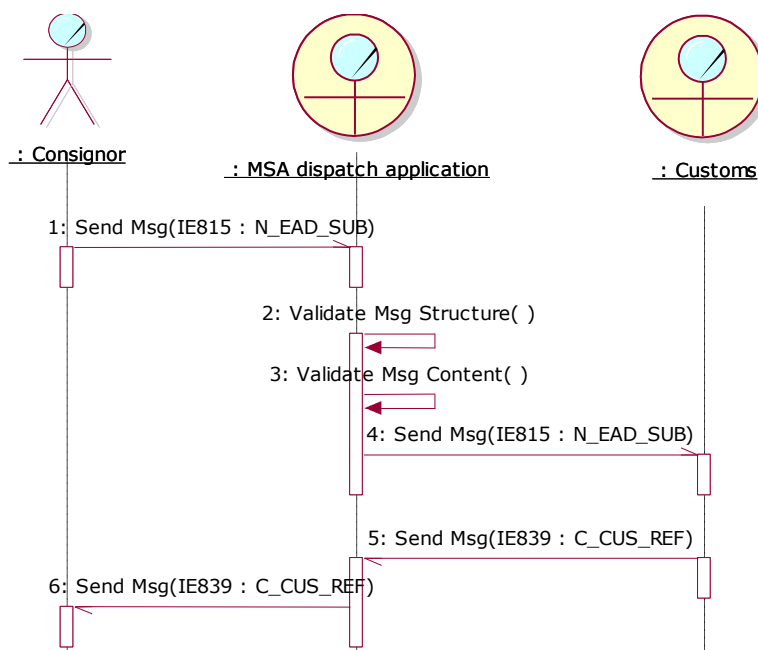 : Consignor
: MSA dispatch application
: Customs
1: Send Msg(IE815 : N_EAD_SUB)
2: Validate Msg Structure( )
3: Validate Msg Content( )
4: Send Msg(IE815 : N_EAD_SUB)
5: Send Msg(IE839 : C_CUS_REF)
6: Send Msg(IE839 : C_CUS_REF)